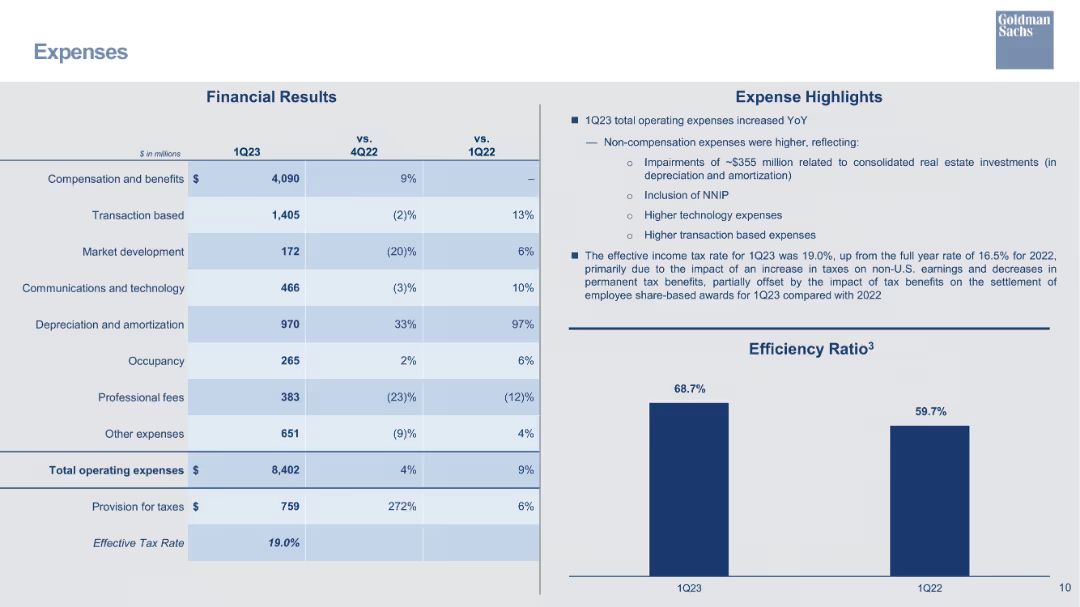 Goldman
Sachs
Expenses
Financial Results
$ in millions 1Q23 vs. 4Q22 vs. 1Q22
Compensation and benefits $ 4,090 9% –
Transaction based 1,405 (2)% 13%
Market development 172 (20)% 6%
Communications and technology 466 (3)% 10%
Depreciation and amortization 970 33% 97%
Occupancy 265 2% 6%
Professional fees 383 (23)% (12)%
Other expenses 651 (9)% 4%
Total operating expenses $ 8,402 4% 9%
Provision for taxes $ 759 272% 6%
Effective Tax Rate 19.0%
Expense Highlights
■ 1Q23 total operating expenses increased YoY
— Non-compensation expenses were higher, reflecting:
o Impairments of ~$355 million related to consolidated real estate investments (in
depreciation and amortization)
o Inclusion of NNIP
o Higher technology expenses
o Higher transaction based expenses
■ The effective income tax rate for 1Q23 was 19.0%, up from the full year rate of 16.5% for 2022,
primarily due to the impact of an increase in taxes on non-U.S. earnings and decreases in
permanent tax benefits, partially offset by the impact of tax benefits on the settlement of
employee share-based awards for 1Q23 compared with 2022
Efficiency Ratio³
68.7%
59.7%
1Q23 1Q22
10